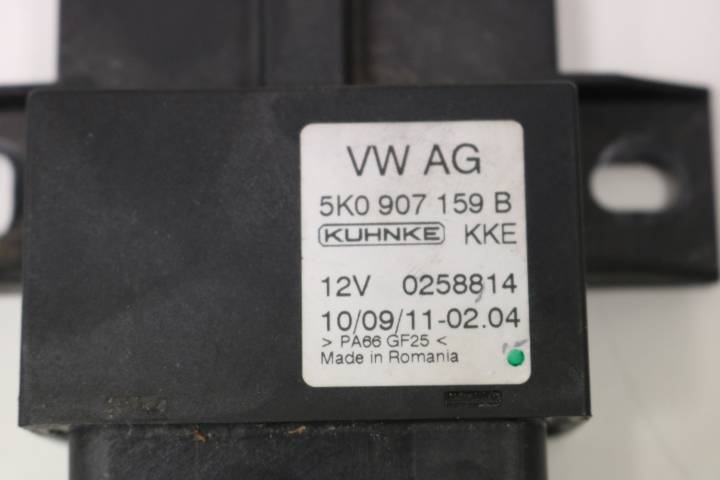 VW AG
5K0 907 159 B
KUHNKE KKE
12V 0258814
10/09/11-02.04
> PA66 GF25 <
Made in Romania